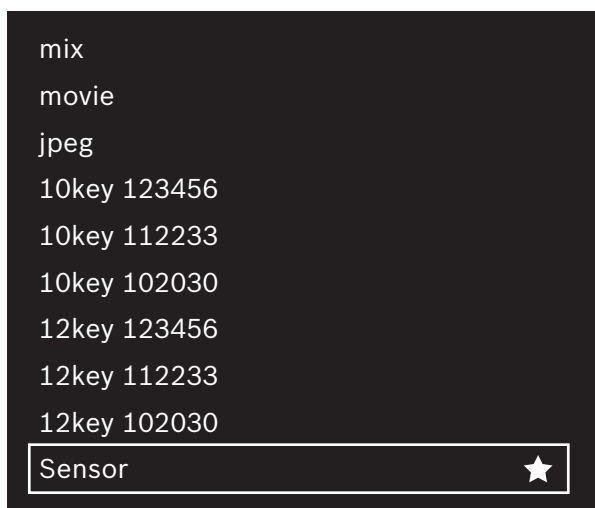 mix
movie
jpeg
10key 123456
10key 112233
10key 102030
12key 123456
12key 112233
12key 102030
Sensor